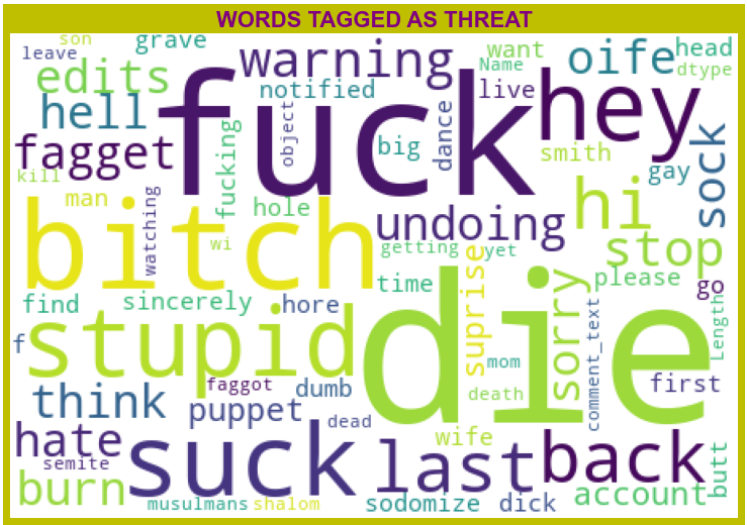 WORDS TAGGED AS THREAT
son
leave
grave
warning
want
Name
oife
head
dtype
edits
fuck
notified
live
hey
hell
object
dance
fagget
fucking
big
smith
gay
sock
kill
man
watching
hole
bitch
undoing
hi
wi
getting
yet
stop
find
sincerely
hore
time
suprise
sorry
please
go
f
stupid
die
comment_text
Length
mom
faggot
dumb
death
first
think
puppet
dead
hate
suck
last
wife
back
butt
semite
burn
musulmans
shalom
sodomize
dick
account